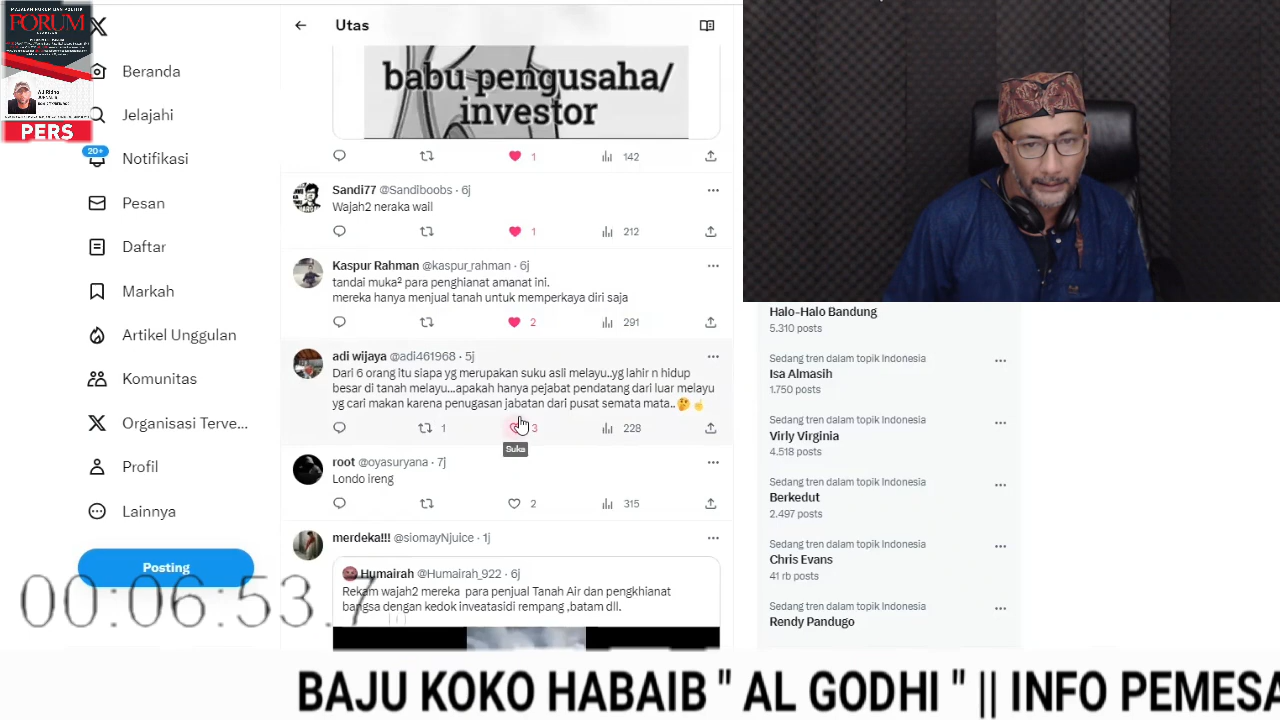 MAJALAH HUKUM DAN POLITIK
FORUM
PERS
Beranda
Jelajahi
20+
Notifikasi
Pesan
Daftar
Markah
Artikel Unggulan
Komunitas
Organisasi Terve...
Profil
Lainnya
Posting
00:06:53.7
Utas
babu pengusaha/
investor
1 142
Sandi77 @Sandiboobs · 6j
Wajah2 neraka wail
1 212
Kaspur Rahman @kaspur_rahman · 6j
tandai muka² para penghianat amanat ini.
mereka hanya menjual tanah untuk memperkaya diri saja
2 291
adi wijaya @adi461968 · 5j
Dari 6 orang itu siapa yg merupakan suku asli melayu..yg lahir n hidup
besar di tanah melayu...apakah hanya pejabat pendatang dari luar melayu
yg cari makan karena penugasan jabatan dari pusat semata mata..🤔☝
1 3 228
Suka
root @oyasuryana · 7j
Londo ireng
2 315
merdeka!!! @siomayNjuice · 1j
Humairah @Humairah_922 · 6j
Rekam wajah2 mereka para penjual Tanah Air dan pengkhianat
bangsa dengan kedok inveatasidi rempang ,batam dll.
Halo-Halo Bandung
5.310 posts
Sedang tren dalam topik Indonesia
Isa Almasih
1.750 posts
Sedang tren dalam topik Indonesia
Virly Virginia
4.518 posts
Sedang tren dalam topik Indonesia
Berkedut
2.497 posts
Sedang tren dalam topik Indonesia
Chris Evans
41 rb posts
Sedang tren dalam topik Indonesia
Rendy Pandugo
BAJU KOKO HABAIB " AL GODHI " || INFO PEMESA